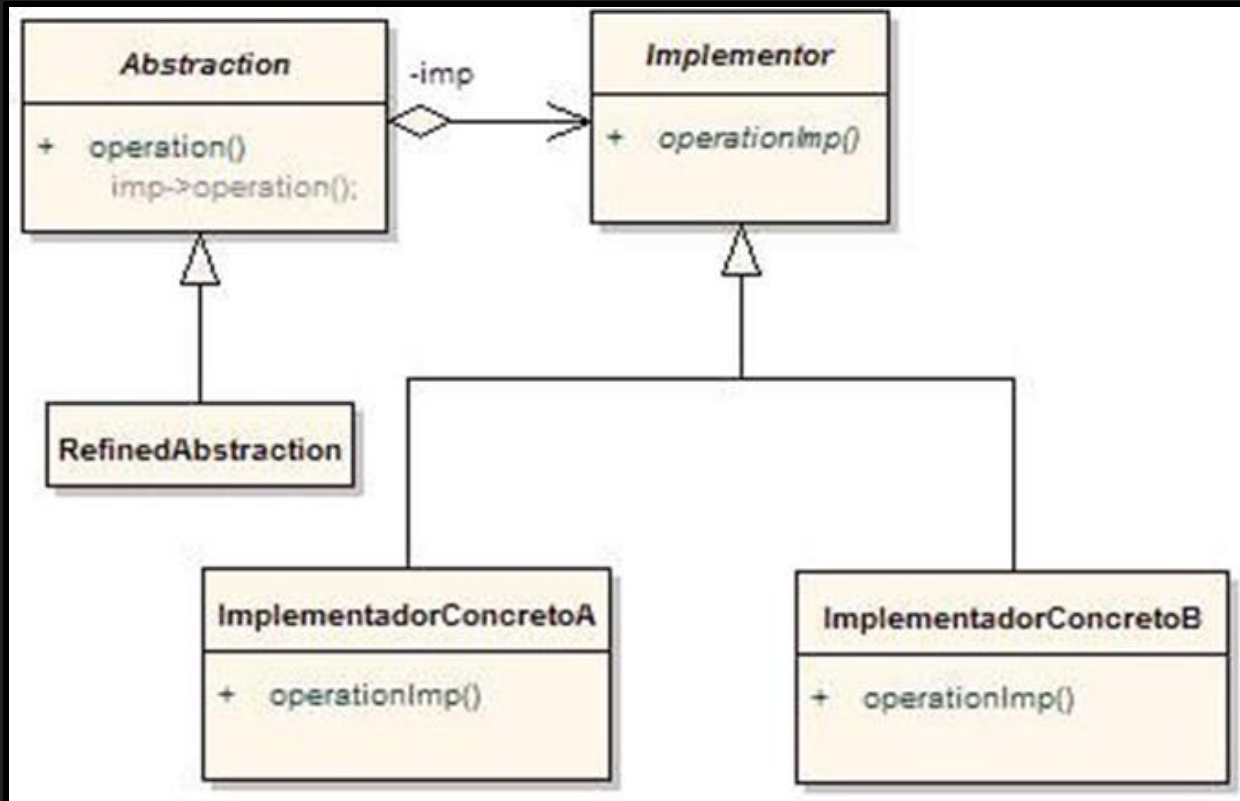 Abstraction
+ operation()
imp->operation();
-imp
Implementor
+ operationImp()
RefinedAbstraction
ImplementadorConcretoA
+ operationImp()
ImplementadorConcretoB
+ operationImp()